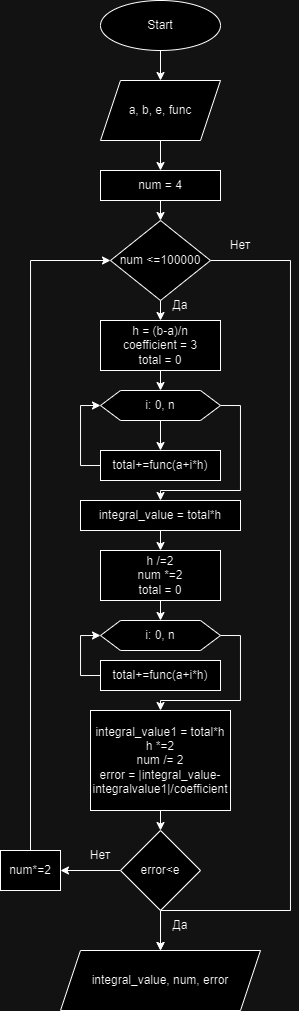 Start
a, b, e, func
num = 4
num <=100000
Нет
Да
h = (b-a)/n
coefficient = 3
total = 0
i: 0, n
total+=func(a+i*h)
integral_value = total*h
h /=2
num *=2
total = 0
i: 0, n
total+=func(a+i*h)
integral_value1 = total*h
h *=2
num /= 2
error = |integral_value-
integralvalue1|/coefficient
Нет
num*=2
error<e
Да
integral_value, num, error